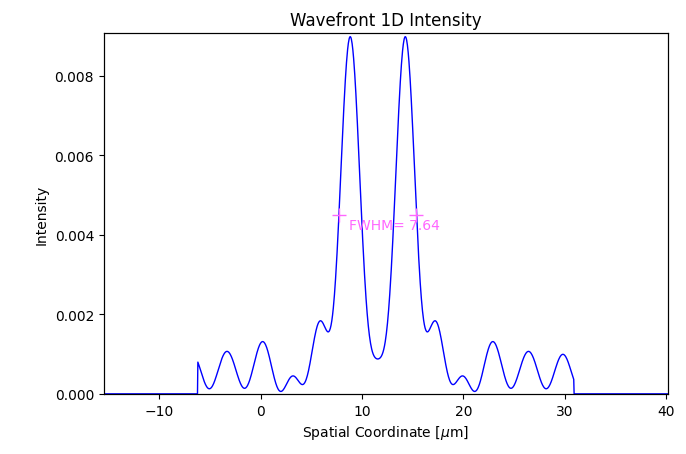 Wavefront 1D Intensity
0.008
0.006
0.004
0.002
0.000
Intensity
FWHM= 7.64
−10
0
10
20
30
40
Spatial Coordinate [μm]